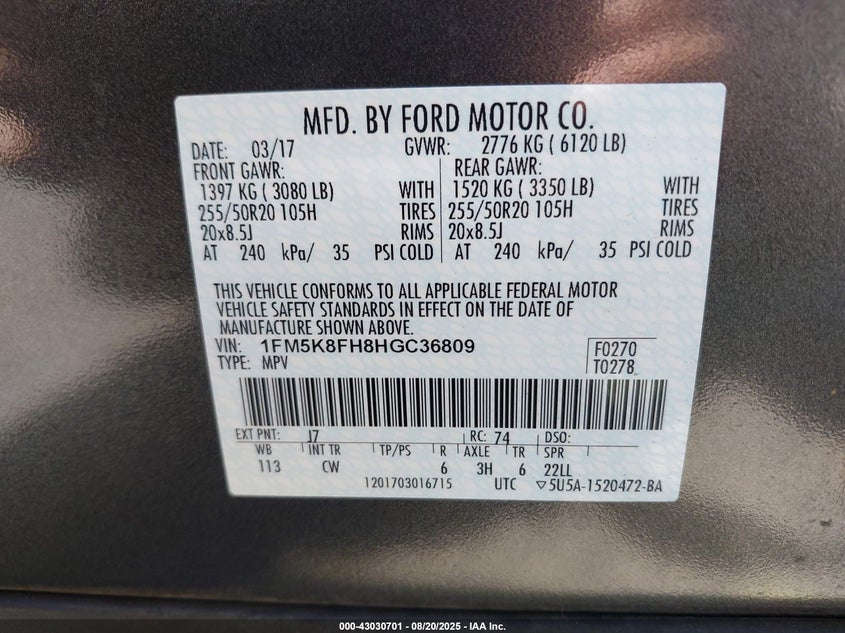 MFD. BY FORD MOTOR CO.
DATE: 03/17 GVWR: 2776 KG ( 6120 LB)
FRONT GAWR: REAR GAWR:
1397 KG ( 3080 LB) WITH 1520 KG ( 3350 LB) WITH
255/50R20 105H TIRES 255/50R20 105H TIRES
20x8.5J RIMS 20x8.5J RIMS
AT 240 kPa/ 35 PSI COLD AT 240 kPa/ 35 PSI COLD
THIS VEHICLE CONFORMS TO ALL APPLICABLE FEDERAL MOTOR
VEHICLE SAFETY STANDARDS IN EFFECT ON THE DATE OF
MANUFACTURE SHOWN ABOVE.
VIN: 1FM5K8FH8HGC36809 F0270
TYPE: MPV T0278
EXT PNT: J7 RC: 74 DSO:
WB INT TR TP/PS R AXLE TR SPR
113 CW 6 3H 6 22LL
1201703016715 UTC ▽5U5A-1520472-BA
000-43030701 - 08/20/2025 - IAA Inc.